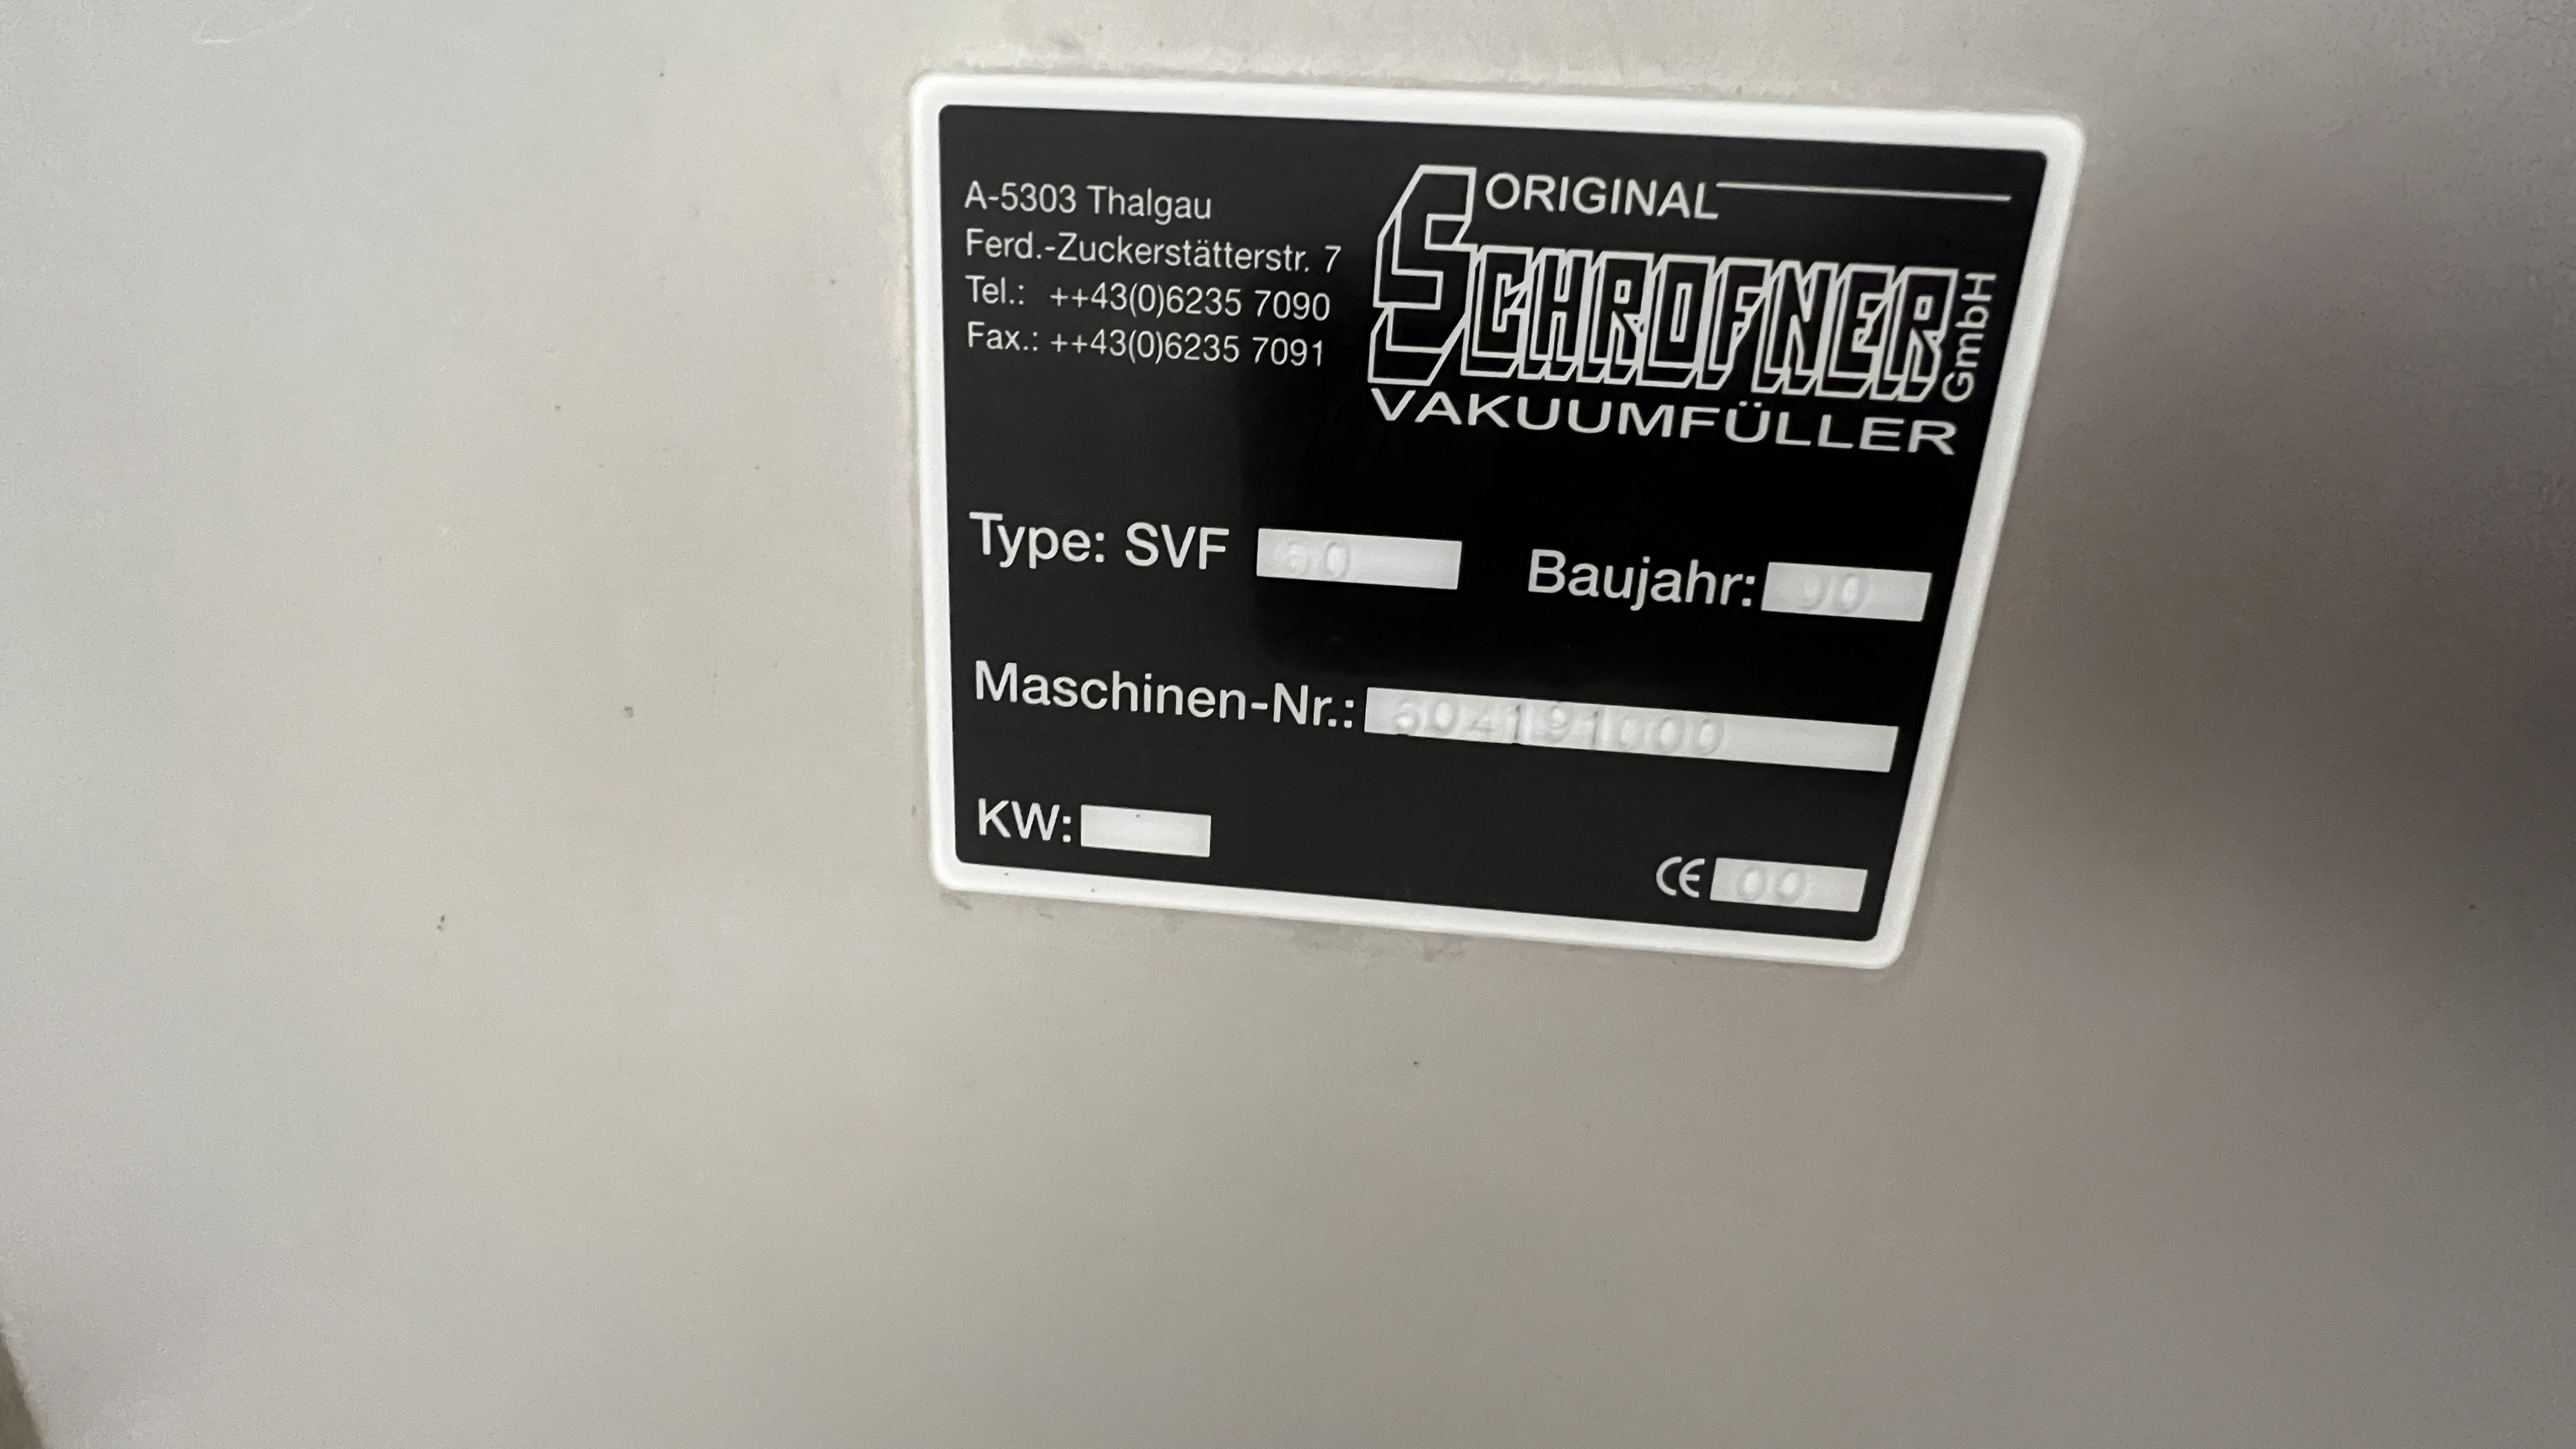 A-5303 Thalgau
Ferd.-Zuckerstätterstr. 7
Tel.: ++43(0)6235 7090
Fax.: ++43(0)6235 7091
ORIGINAL
SCHROFNER GmbH
VAKUUMFÜLLER
Type: SVF
Baujahr:
Maschinen-Nr.:
KW:
CE 00